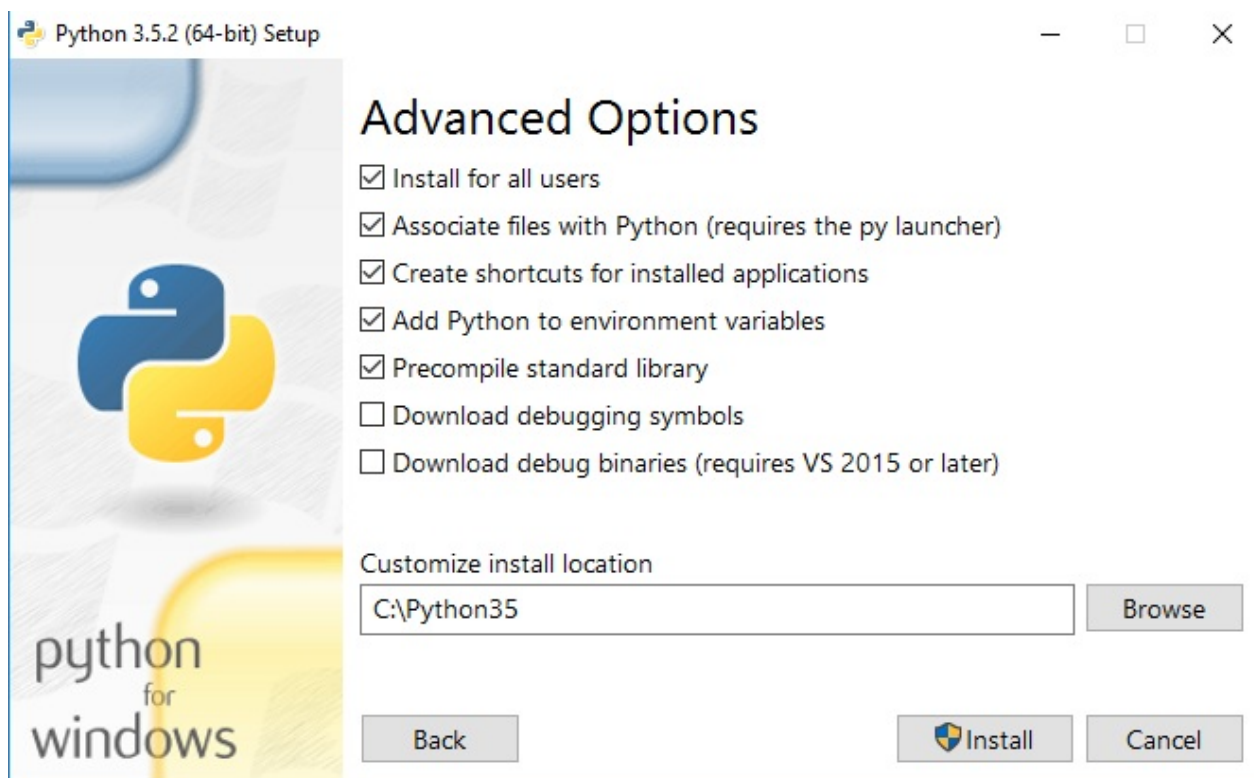 Python 3.5.2 (64-bit) Setup
Advanced Options
Install for all users
Associate files with Python (requires the py launcher)
Create shortcuts for installed applications
Add Python to environment variables
Precompile standard library
Download debugging symbols
Download debug binaries (requires VS 2015 or later)
Customize install location
C:\Python35
Browse
python
for
windows
Back
Install
Cancel